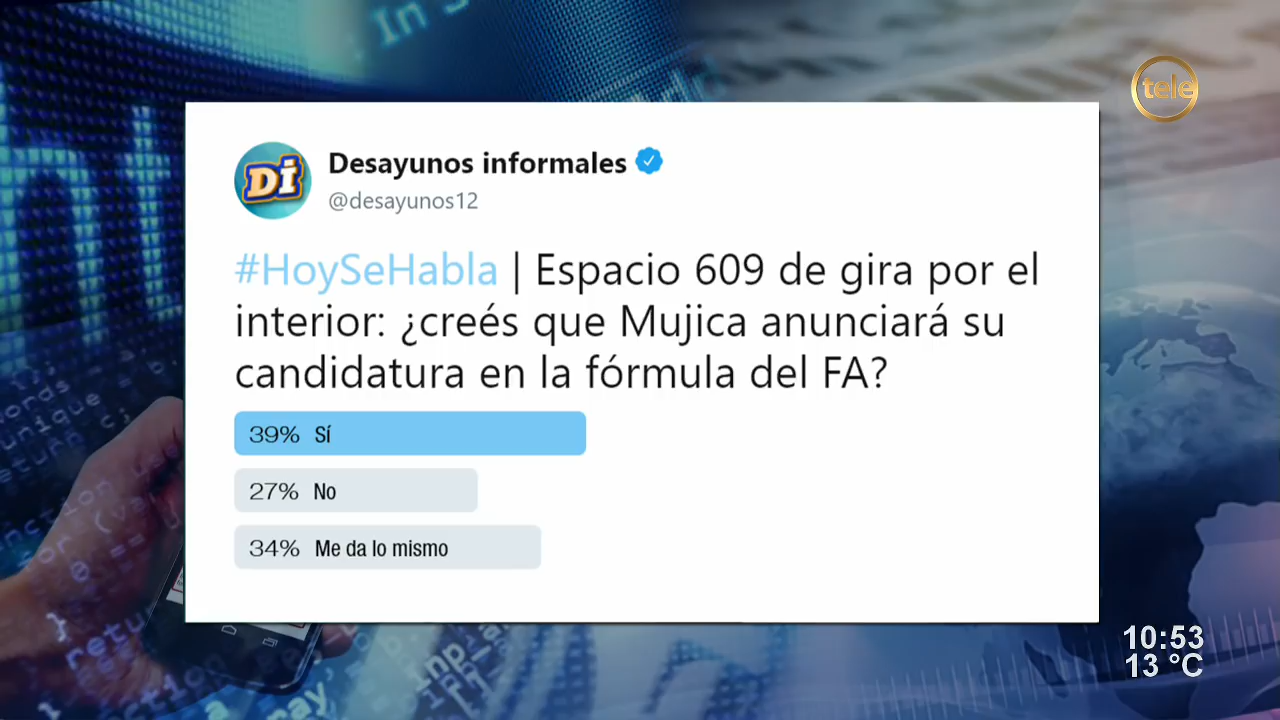 tele
DI
Desayunos informales
@desayunos12
#HoySeHabla | Espacio 609 de gira por el
interior: ¿creés que Mujica anunciará su
candidatura en la fórmula del FA?
39% Sí
27% No
34% Me da lo mismo
10:53
13 °C